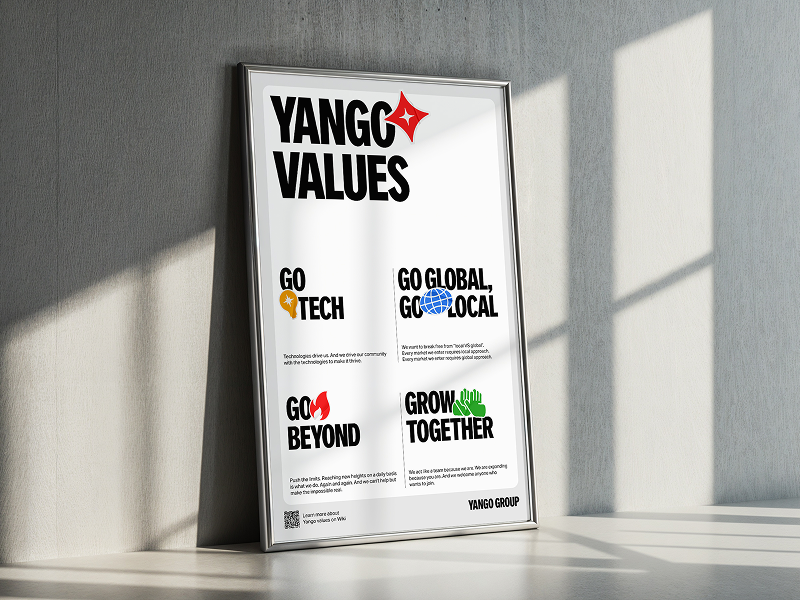 YANGO
VALUES
GO
TECH
Technologies drive us. And we drive our community
with the technologies to make it thrive.
GO GLOBAL,
GO LOCAL
We want to break free from "local VS global".
Every market we enter requires local approach.
Every market we enter requires global approach.
GO
BEYOND
Push the limits. Reaching new heights on a daily basis
is what we do. Again and again. And we can't help but
make the impossible real.
GROW
TOGETHER
We act like a team because we are. We are expanding
because you are. And we welcome anyone who
wants to join.
Learn more about
Yango values on Wiki
YANGO GROUP